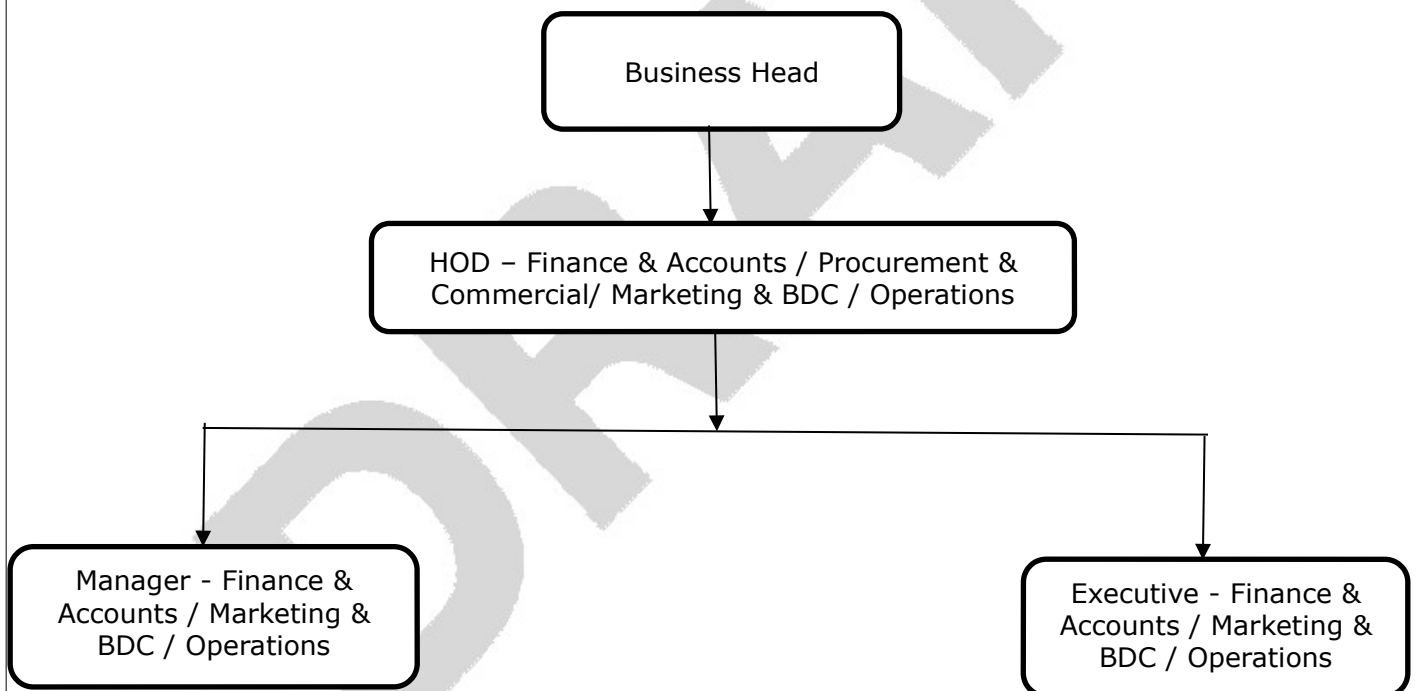 Business Head
HOD – Finance & Accounts / Procurement &
Commercial/ Marketing & BDC / Operations
Manager - Finance &
Accounts / Marketing &
BDC / Operations
Executive - Finance &
Accounts / Marketing &
BDC / Operations